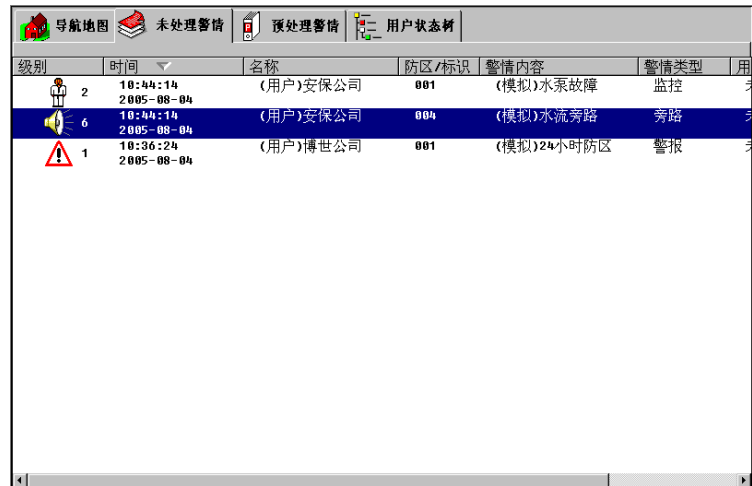 导航地图 未处理警情 预处理警情 用户状态树
级别 时间 名称 防区/标识 警情内容 警情类型 用
2 10:44:14 (用户)安保公司 001 (模拟)水泵故障 监控
2005-08-04
6 10:44:14 (用户)安保公司 004 (模拟)水流旁路 旁路
2005-08-04
1 10:36:24 (用户)博世公司 001 (模拟)24小时防区 警报
2005-08-04